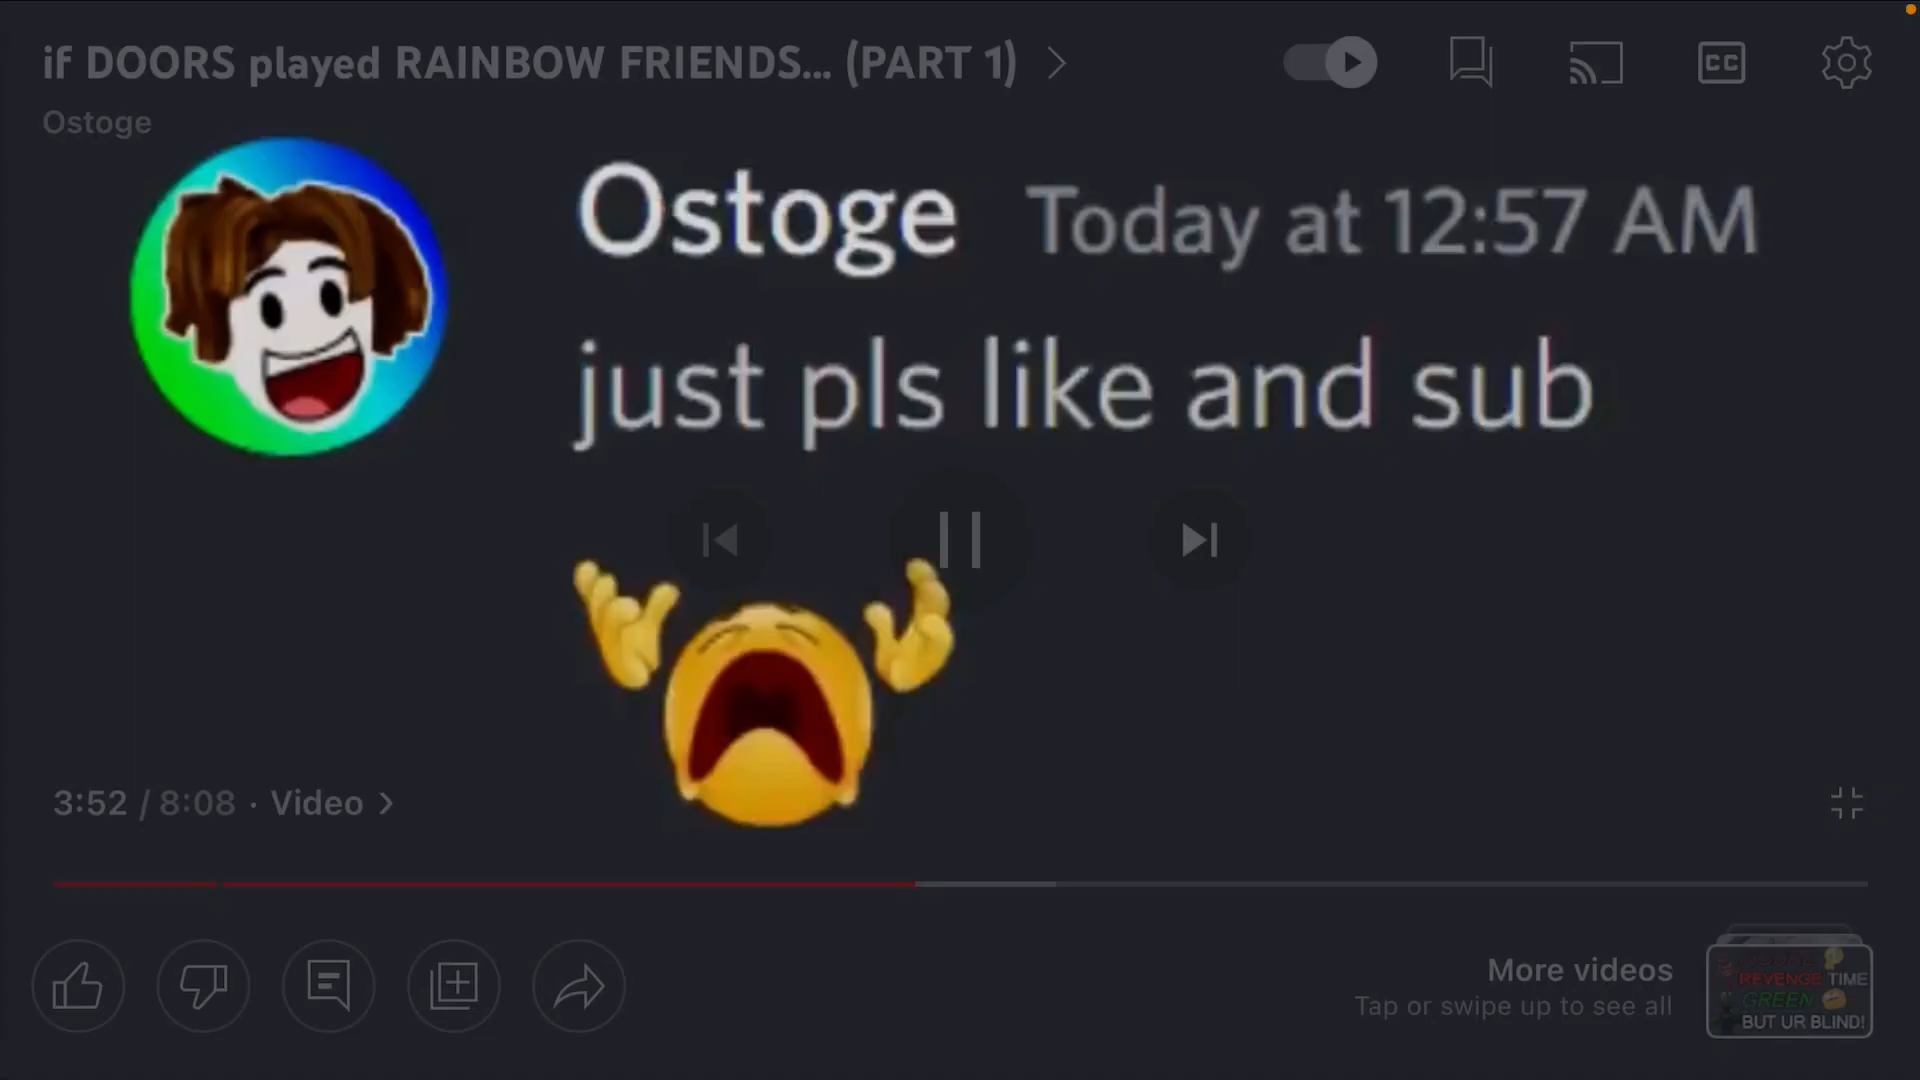 if DOORS played RAINBOW FRIENDS... (PART 1)
Ostoge
Ostoge Today at 12:57 AM
just pls like and sub
3:52 / 8:08 · Video
More videos
Tap or swipe up to see all
REVENGE TIME
GREEN
BUT UR BLIND!
CC